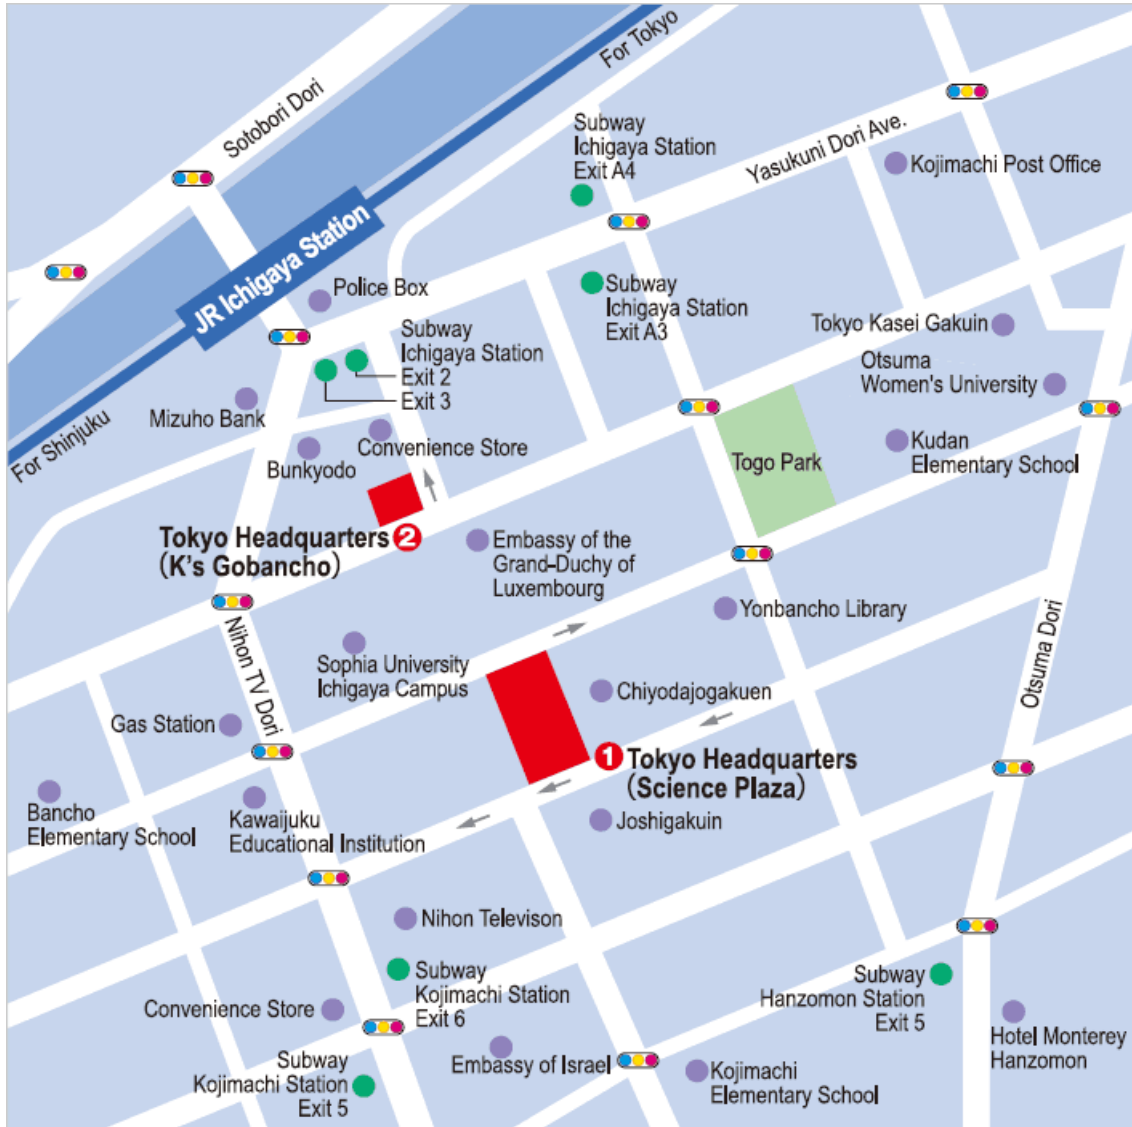 For Tokyo
Sotobori Dori
Subway
Ichigaya Station
Exit A4
Yasukuni Dori Ave.
Kojimachi Post Office
JR Ichigaya Station
Police Box
Subway
Ichigaya Station
Exit A3
Subway
Ichigaya Station
Exit 2
Exit 3
Tokyo Kasei Gakuin
Otsuma
Women's University
Mizuho Bank
For Shinjuku
Bunkyodo
Convenience Store
Togo Park
Kudan
Elementary School
Tokyo Headquarters 2
(K's Gobancho)
Embassy of the
Grand-Duchy of
Luxembourg
Yonbancho Library
Nihon TV Dori
Otsuma Dori
Sophia University
Ichigaya Campus
Chiyodajogakuen
Gas Station
1 Tokyo Headquarters
(Science Plaza)
Bancho
Elementary School
Kawaijuku
Educational Institution
Joshigakuin
Nihon Televison
Subway
Kojimachi Station
Exit 6
Convenience Store
Subway
Hanzomon Station
Exit 5
Hotel Monterey
Hanzomon
Subway
Kojimachi Station
Exit 5
Embassy of Israel
Kojimachi
Elementary School